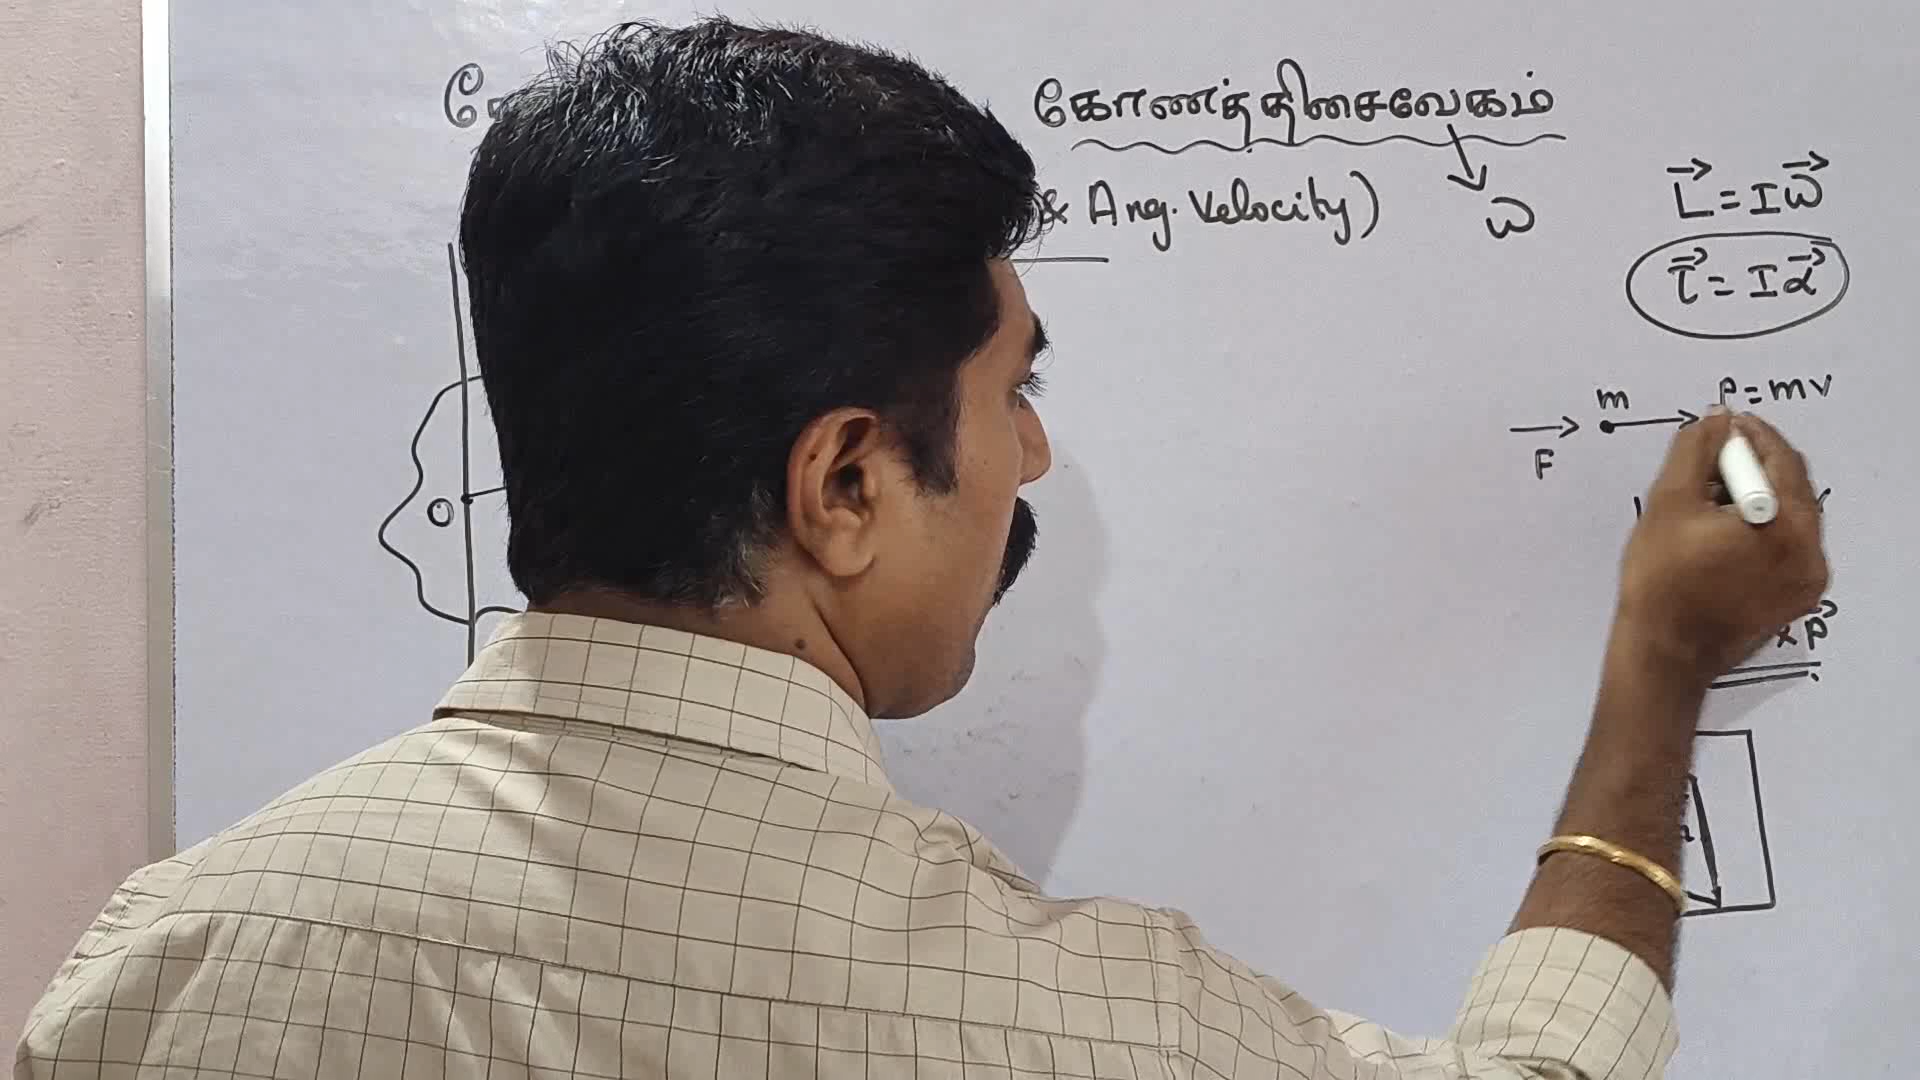 கோணத்திசைவேகம்
& Ang. Velocity)
ω
L⃗ = Iω⃗
τ⃗ = Iα⃗
m
P = mv
F
O
× P⃗